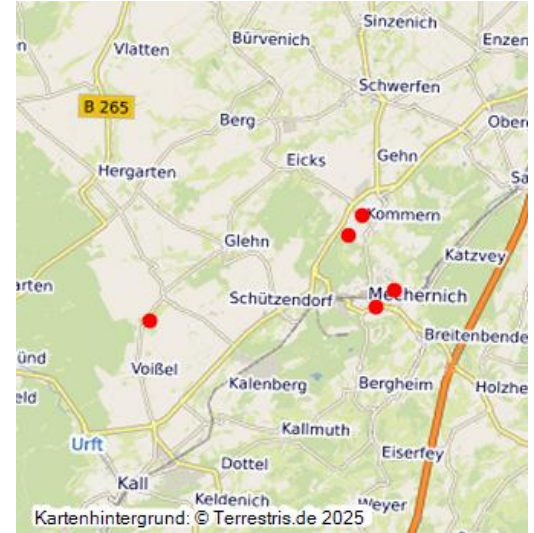 Sinzenich
Bürvenich
Enzen
Vlatten
Schwerfen
B 265
Berg
Ober
Eicks
Gehn
Hergarten
Sa
Kommern
Glehn
Katzvey
arten
Schützendorf
Mechernich
Breitenbende
ünd
Voißel
Kalenberg
Bergheim
Holzhe
eld
Kallmuth
Urft
Eiserfey
Dottel
Kall
Keldenich
Weyer
Kartenhintergrund: © Terrestris.de 2025